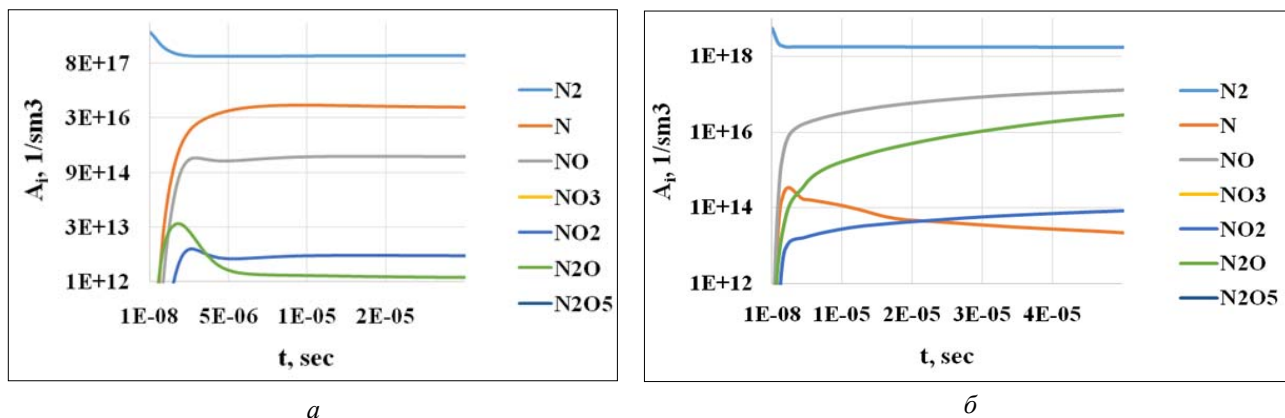 8E+17
3E+16
9E+14
3E+13
1E+12
A_i, 1/sm3
1E-08 5E-06 1E-05 2E-05
t, sec
N2
N
NO
NO3
NO2
N2O
N2O5
а
1E+18
1E+16
1E+14
1E+12
A_i, 1/sm3
1E-08 1E-05 2E-05 3E-05 4E-05
t, sec
N2
N
NO
NO3
NO2
N2O
N2O5
б